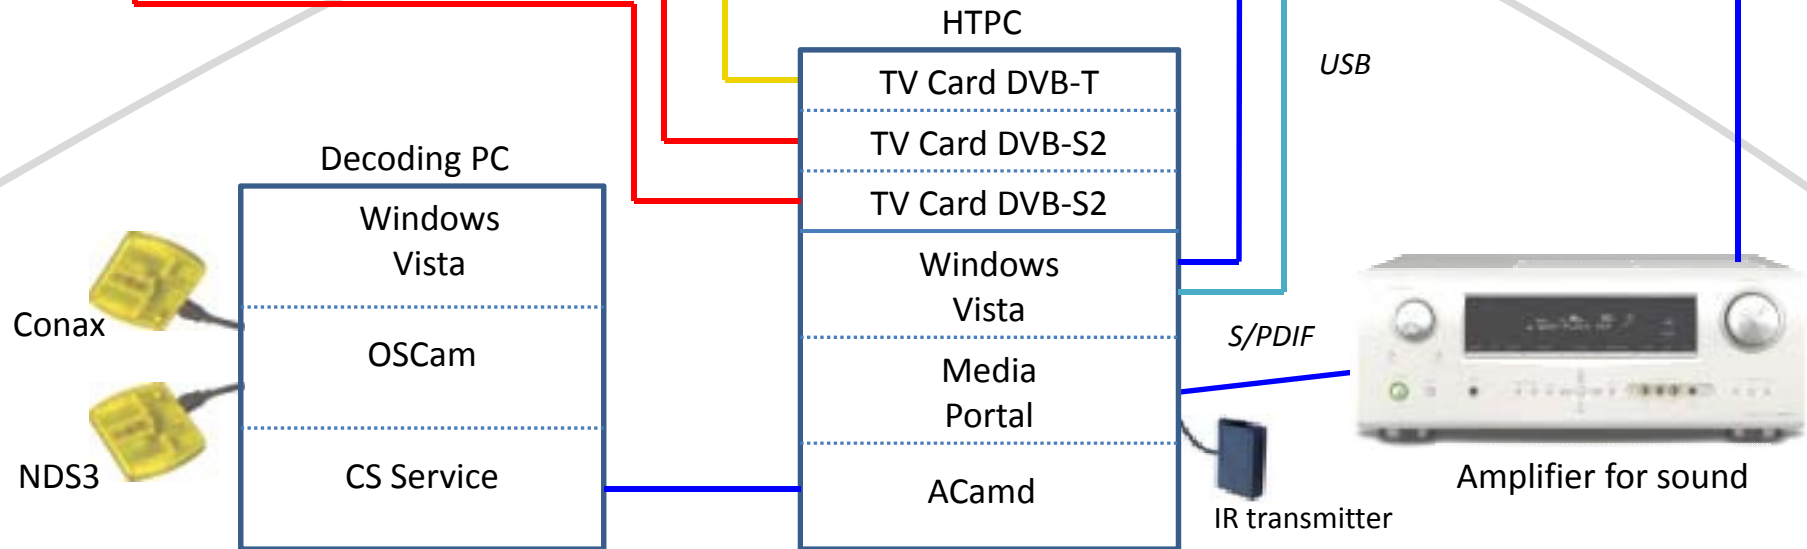 HTPC
TV Card DVB-T
USB
TV Card DVB-S2
Decoding PC
TV Card DVB-S2
Windows
Vista
Windows
Vista
Conax
OSCam
S/PDIF
Media
Portal
NDS3
CS Service
ACamd
Amplifier for sound
IR transmitter